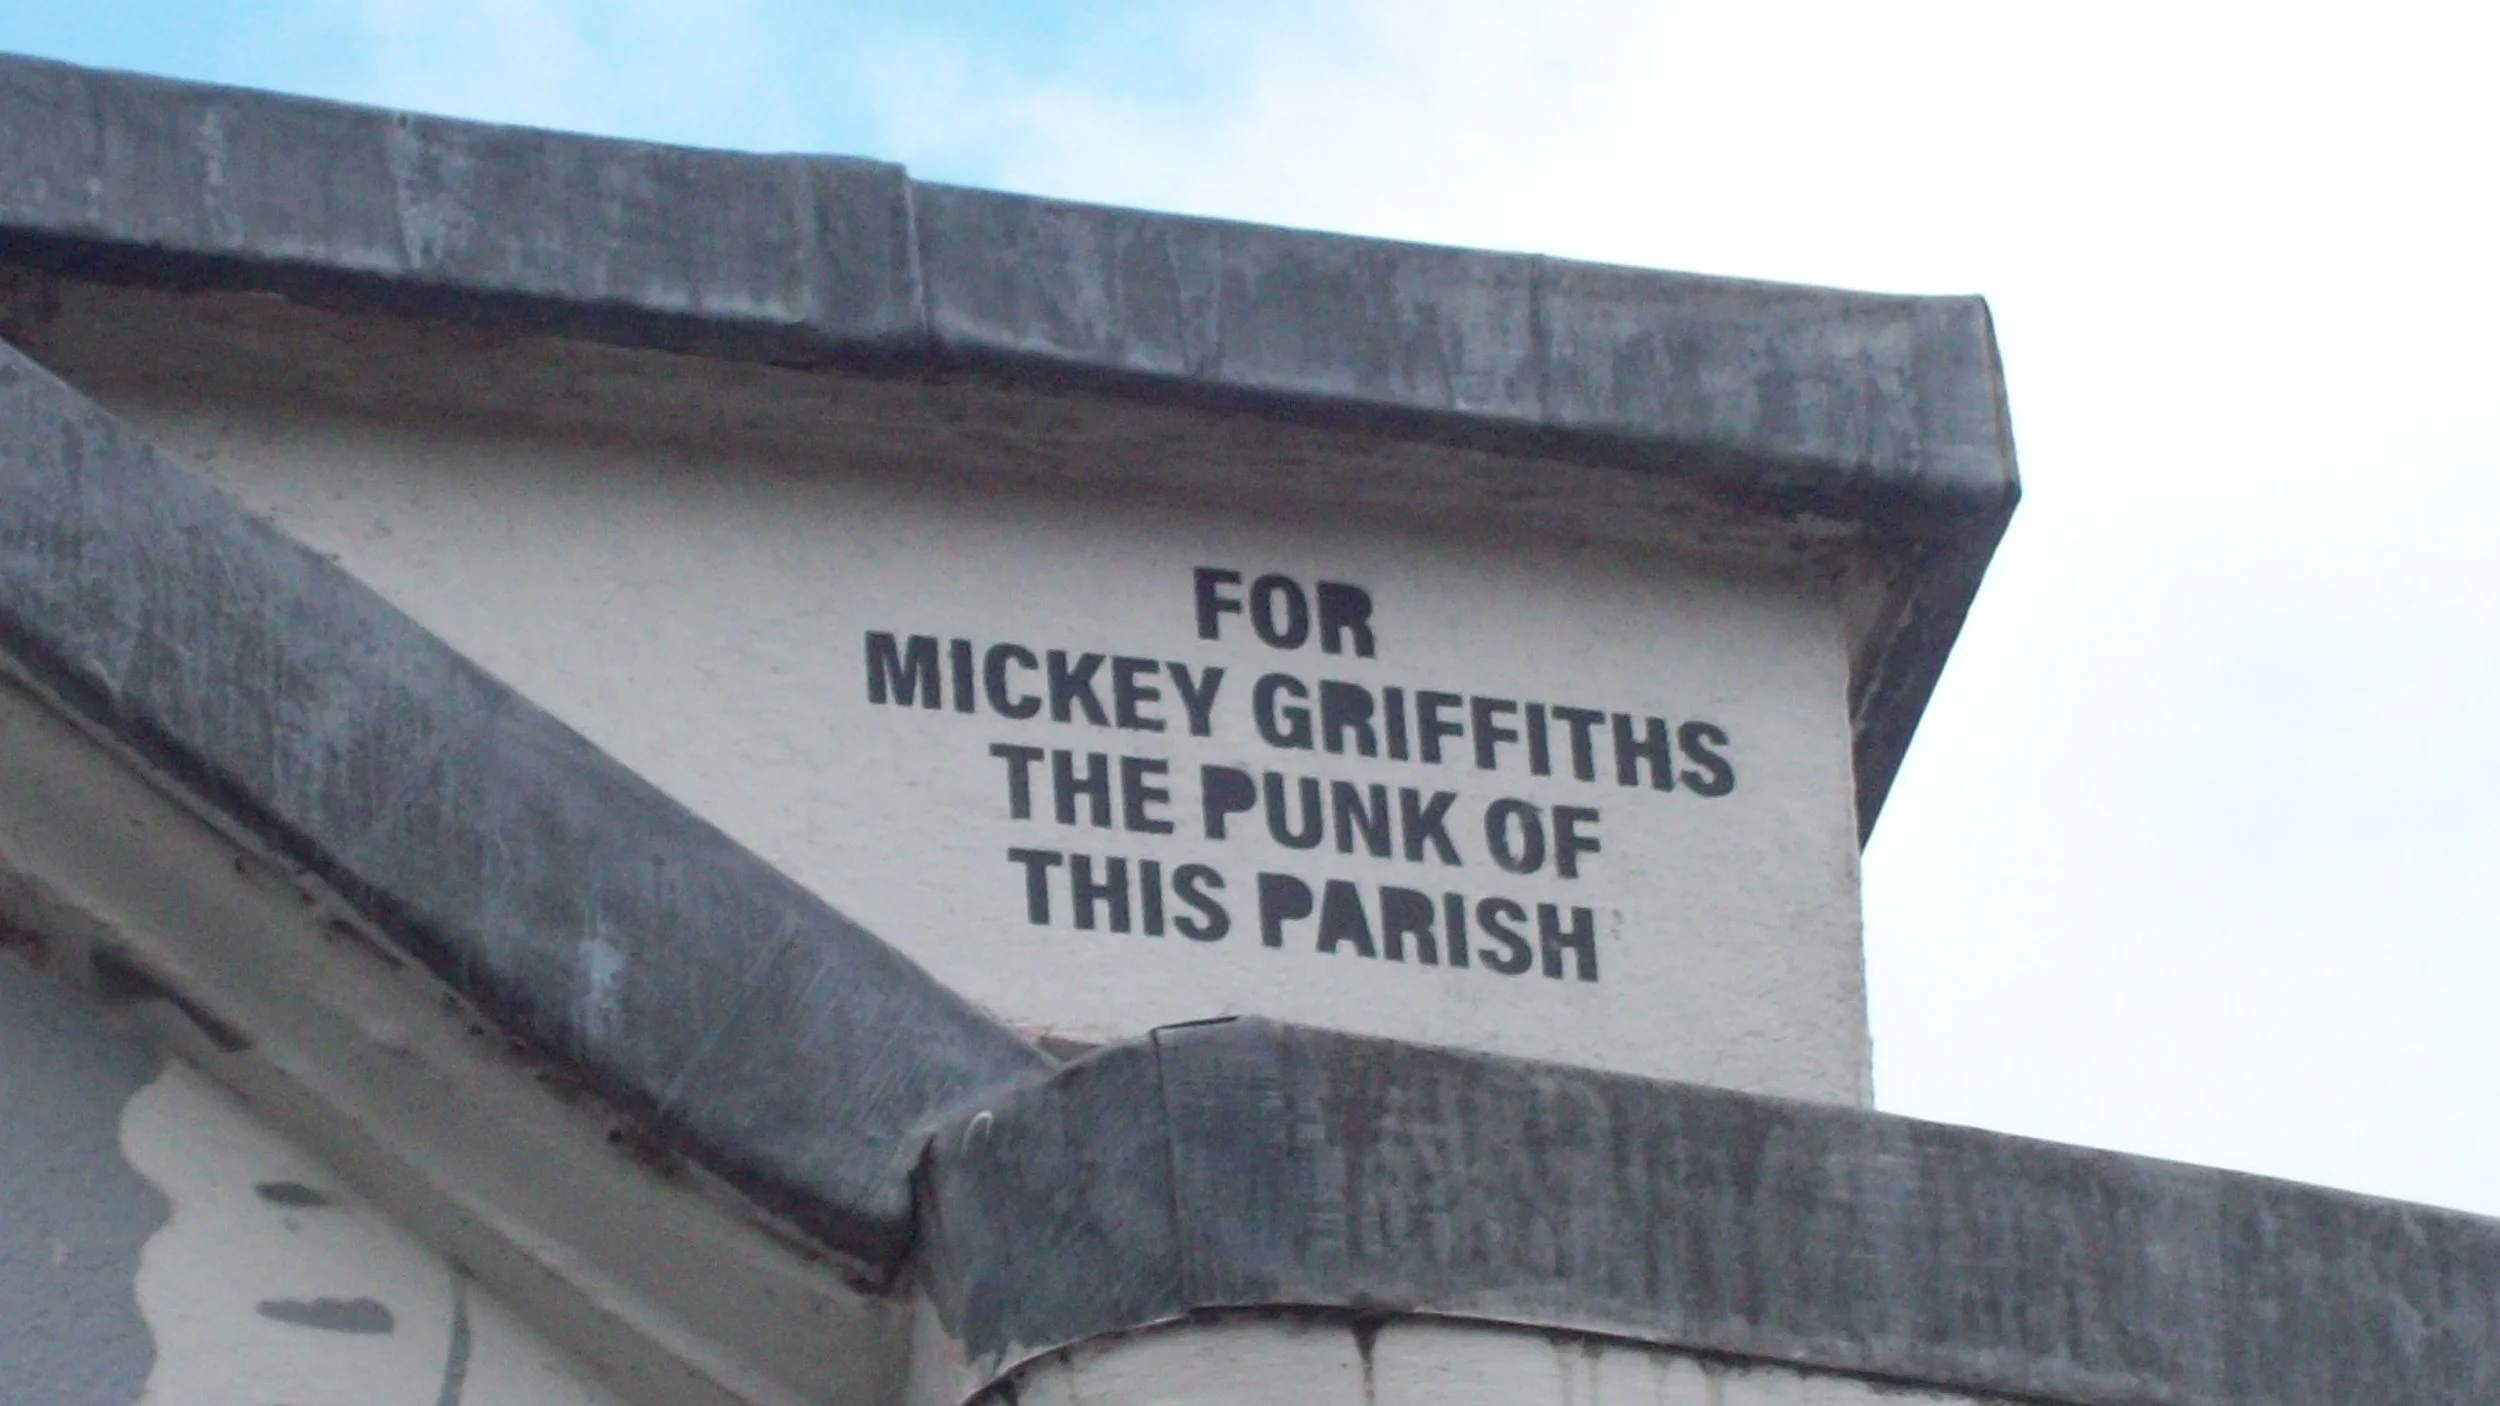 FOR
MICKEY GRIFFITHS
THE PUNK OF
THIS PARISH